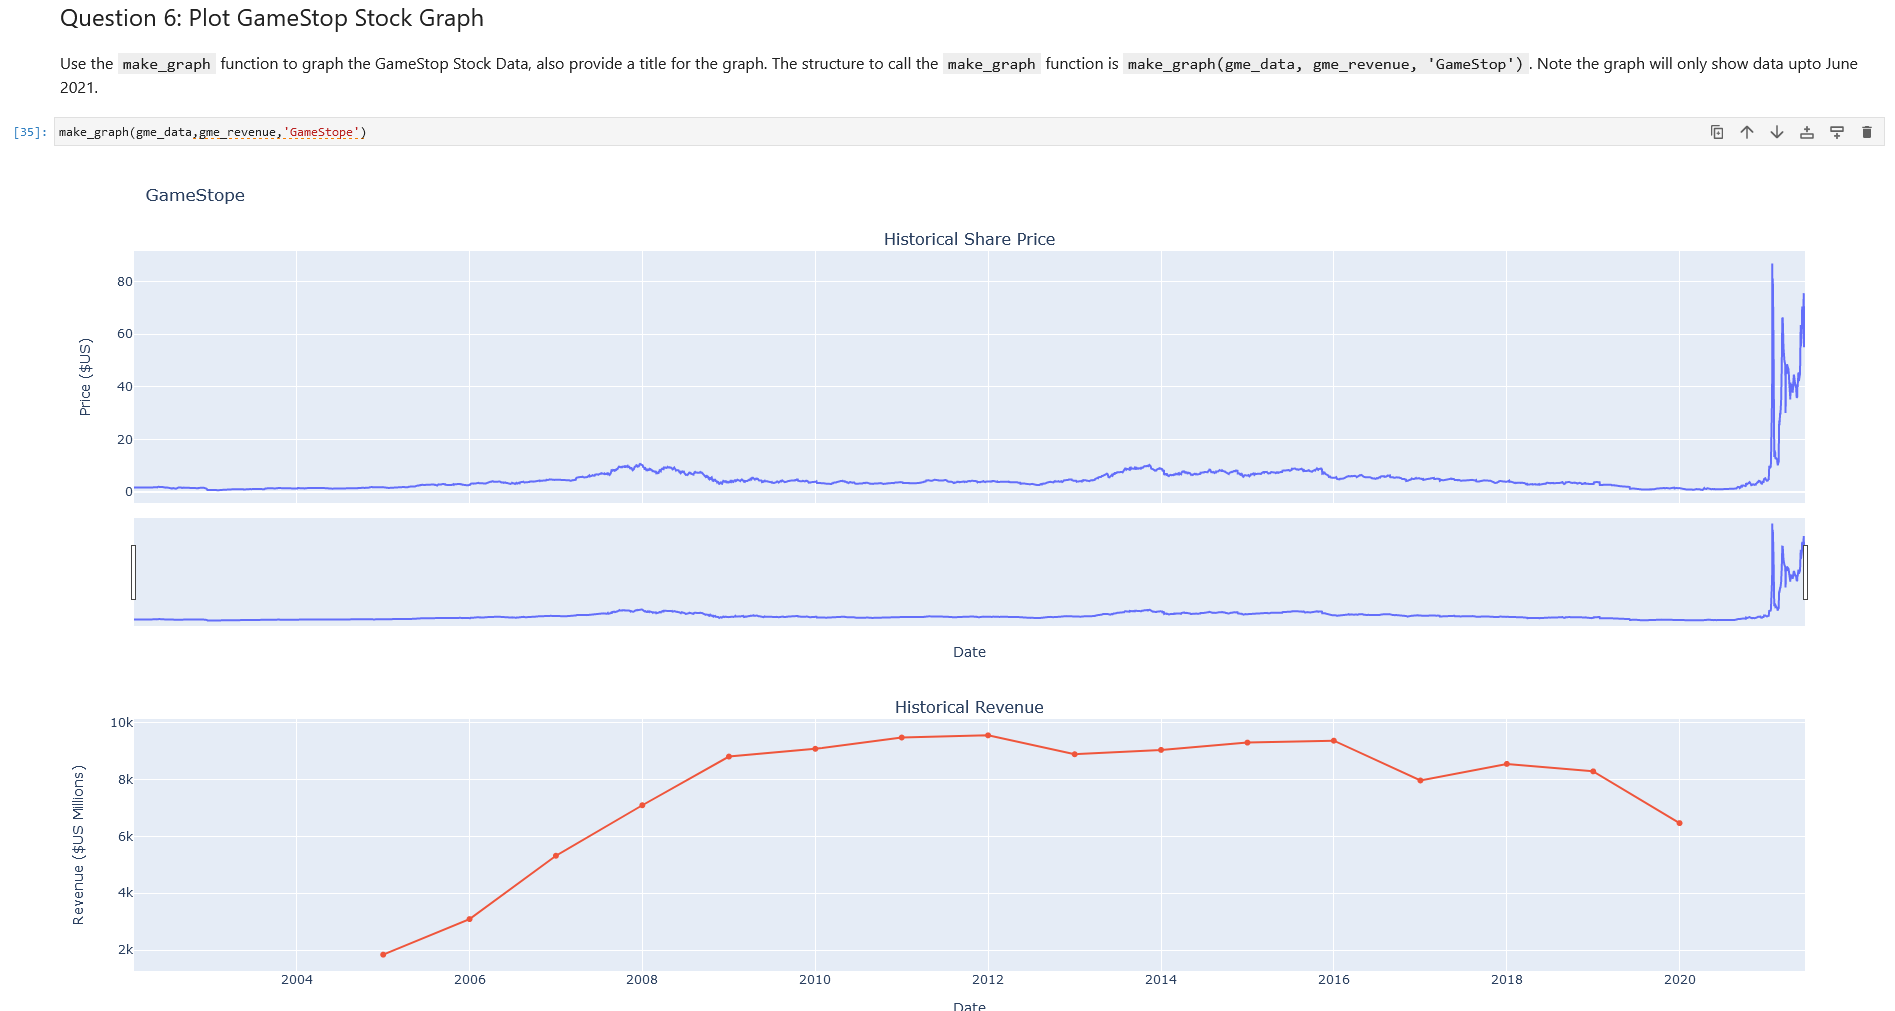 Question 6: Plot GameStop Stock Graph
Use the make_graph function to graph the GameStop Stock Data, also provide a title for the graph. The structure to call the make_graph function is make_graph(gme_data, gme_revenue, 'GameStop'). Note the graph will only show data upto June
2021.
[35]: make_graph(gme_data,gme_revenue,'GameStope')
GameStope
Historical Share Price
80
60
40
20
0
Price ($US)
Date
Historical Revenue
10k
8k
6k
4k
2k
Revenue ($US Millions)
2004 2006 2008 2010 2012 2014 2016 2018 2020
Date